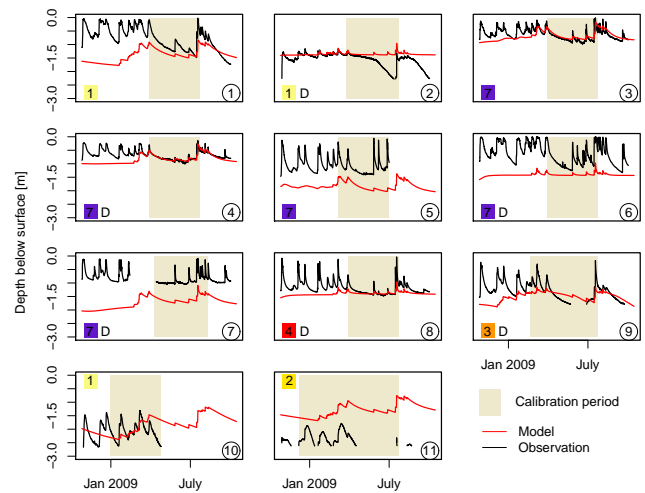 0.0
−1.5
−3.0
1
1
1 D
2
7
3
0.0
−1.5
−3.0
7 D
4
7
5
7 D
6
Depth below surface [m]
0.0
−1.5
−3.0
7 D
7
4 D
8
3 D
9
Jan 2009 July
0.0
−1.5
−3.0
1
10
2
11
Jan 2009 July
Jan 2009 July
Calibration period
Model
Observation